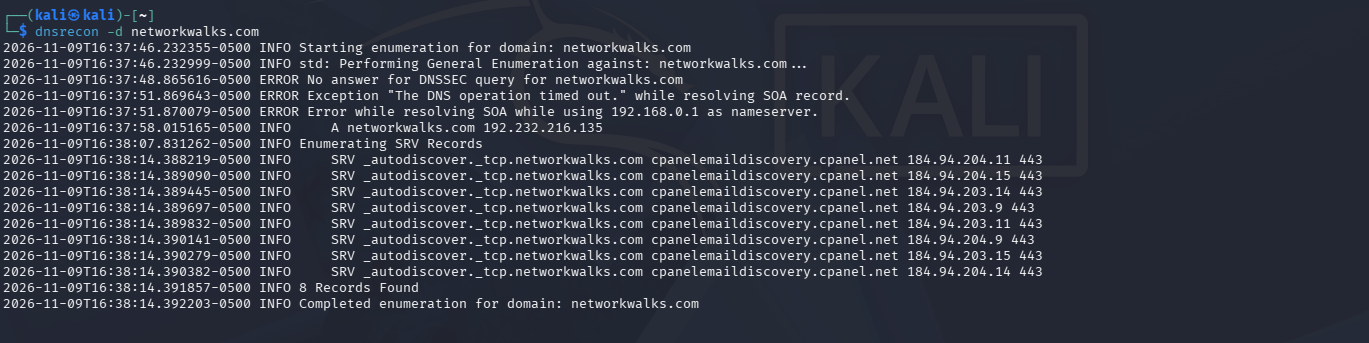 ┌──(kali㉿kali)-[~]
└─$ dnsrecon -d networkwalks.com
2026-11-09T16:37:46.232355-0500 INFO Starting enumeration for domain: networkwalks.com
2026-11-09T16:37:46.232999-0500 INFO std: Performing General Enumeration against: networkwalks.com...
2026-11-09T16:37:48.865616-0500 ERROR No answer for DNSSEC query for networkwalks.com
2026-11-09T16:37:51.869643-0500 ERROR Exception "The DNS operation timed out." while resolving SOA record.
2026-11-09T16:37:51.870079-0500 ERROR Error while resolving SOA while using 192.168.0.1 as nameserver.
2026-11-09T16:37:58.015165-0500 INFO     A networkwalks.com 192.232.216.135
2026-11-09T16:38:07.831262-0500 INFO Enumerating SRV Records
2026-11-09T16:38:14.388219-0500 INFO     SRV _autodiscover._tcp.networkwalks.com cpanelemaildiscovery.cpanel.net 184.94.204.11 443
2026-11-09T16:38:14.389090-0500 INFO     SRV _autodiscover._tcp.networkwalks.com cpanelemaildiscovery.cpanel.net 184.94.204.15 443
2026-11-09T16:38:14.389445-0500 INFO     SRV _autodiscover._tcp.networkwalks.com cpanelemaildiscovery.cpanel.net 184.94.203.14 443
2026-11-09T16:38:14.389697-0500 INFO     SRV _autodiscover._tcp.networkwalks.com cpanelemaildiscovery.cpanel.net 184.94.203.9 443
2026-11-09T16:38:14.389832-0500 INFO     SRV _autodiscover._tcp.networkwalks.com cpanelemaildiscovery.cpanel.net 184.94.203.11 443
2026-11-09T16:38:14.390141-0500 INFO     SRV _autodiscover._tcp.networkwalks.com cpanelemaildiscovery.cpanel.net 184.94.204.9 443
2026-11-09T16:38:14.390279-0500 INFO     SRV _autodiscover._tcp.networkwalks.com cpanelemaildiscovery.cpanel.net 184.94.203.15 443
2026-11-09T16:38:14.390382-0500 INFO     SRV _autodiscover._tcp.networkwalks.com cpanelemaildiscovery.cpanel.net 184.94.204.14 443
2026-11-09T16:38:14.391857-0500 INFO 8 Records Found
2026-11-09T16:38:14.392203-0500 INFO Completed enumeration for domain: networkwalks.com
KALI